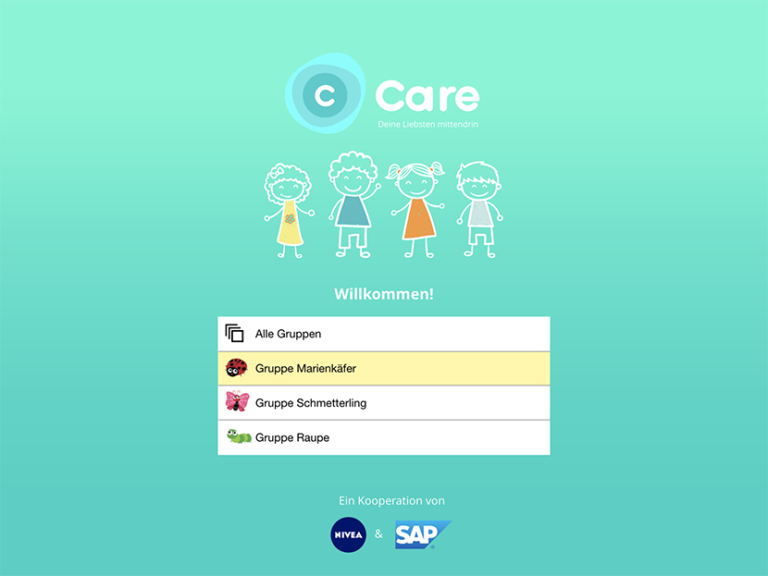 C Care
Deine Liebsten mittendrin
Willkommen!
Alle Gruppen
Gruppe Marienkäfer
Gruppe Schmetterling
Gruppe Raupe
Ein Kooperation von
NIVEA & SAP